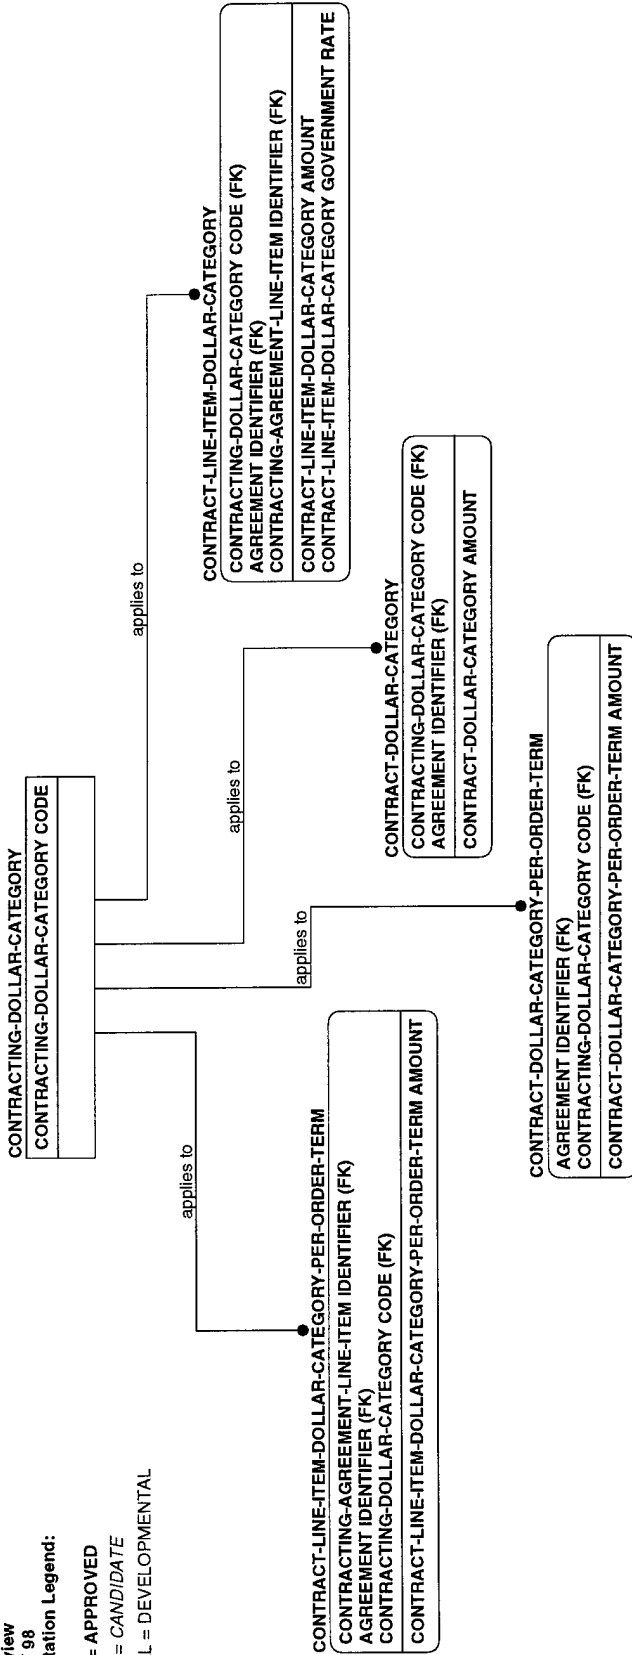 view
98
tation Legend:
= APPROVED
= CANDIDATE
L = DEVELOPMENTAL
CONTRACTING-DOLLAR-CATEGORY
CONTRACTING-DOLLAR-CATEGORY CODE
applies to
applies to
applies to
applies to
CONTRACT-LINE-ITEM-DOLLAR-CATEGORY-PER-ORDER-TERM
CONTRACTING-AGREEMENT-LINE-ITEM IDENTIFIER (FK)
AGREEMENT IDENTIFIER (FK)
CONTRACTING-DOLLAR-CATEGORY CODE (FK)
CONTRACT-LINE-ITEM-DOLLAR-CATEGORY-PER-ORDER-TERM AMOUNT
CONTRACT-DOLLAR-CATEGORY-PER-ORDER-TERM
AGREEMENT IDENTIFIER (FK)
CONTRACTING-DOLLAR-CATEGORY CODE (FK)
CONTRACT-DOLLAR-CATEGORY-PER-ORDER-TERM AMOUNT
CONTRACT-DOLLAR-CATEGORY
CONTRACTING-DOLLAR-CATEGORY CODE (FK)
AGREEMENT IDENTIFIER (FK)
CONTRACT-DOLLAR-CATEGORY AMOUNT
CONTRACT-LINE-ITEM-DOLLAR-CATEGORY
CONTRACTING-DOLLAR-CATEGORY CODE (FK)
AGREEMENT IDENTIFIER (FK)
CONTRACTING-AGREEMENT-LINE-ITEM IDENTIFIER (FK)
CONTRACT-LINE-ITEM-DOLLAR-CATEGORY AMOUNT
CONTRACT-LINE-ITEM-DOLLAR-CATEGORY GOVERNMENT RATE